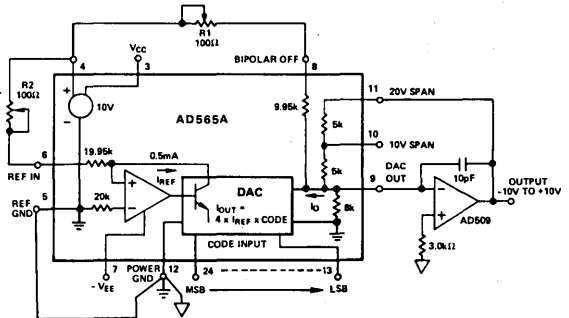 R1
100Ω
VCC
4
3
BIPOLAR OFF
8
R2
100Ω
+
10V
-
AD565A
9.95k
11
20V SPAN
5k
10
10V SPAN
5k
6
REF IN
19.95k
0.5mA
IREF
+
-
DAC
IOUT =
4 × IREF × CODE
IO
8k
9
DAC
OUT
10pF
-
+
AD509
OUTPUT
-10V TO +10V
3.0kΩ
5
REF
GND
20k
CODE INPUT
7
- VEE
POWER
GND
12
24
13
MSB
LSB